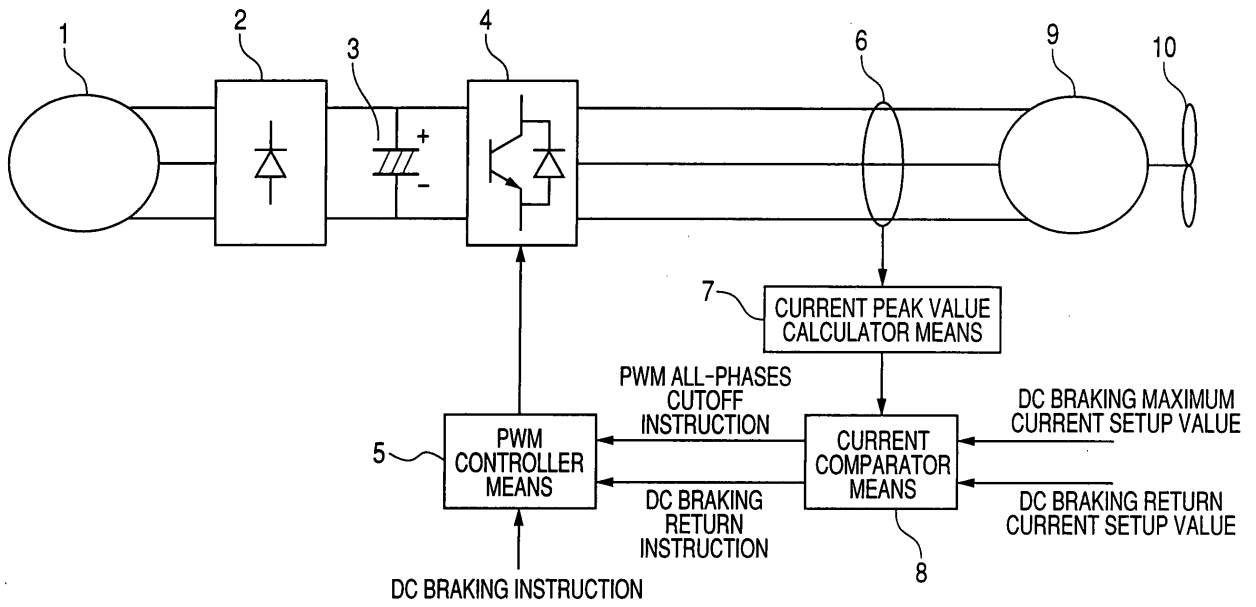 1
2
3
4
6
9
10
+
-
7
CURRENT PEAK VALUE
CALCULATOR MEANS
PWM ALL-PHASES
CUTOFF
INSTRUCTION
DC BRAKING MAXIMUM
CURRENT SETUP VALUE
5
PWM
CONTROLLER
MEANS
CURRENT
COMPARATOR
MEANS
DC BRAKING
RETURN
INSTRUCTION
DC BRAKING RETURN
CURRENT SETUP VALUE
8
DC BRAKING INSTRUCTION